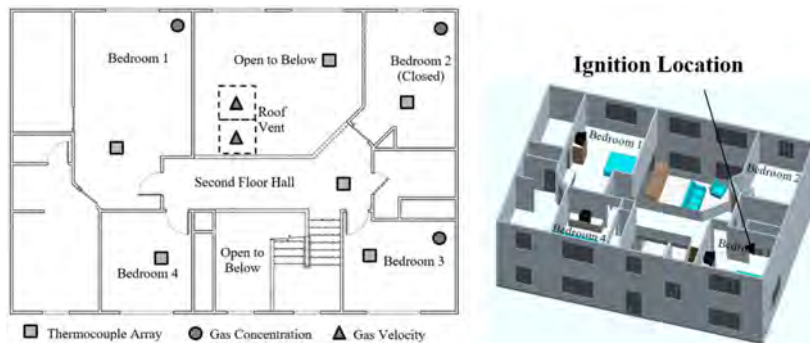 Bedroom 1
Open to Below
Bedroom 2
(Closed)
Roof
Vent
Second Floor Hall
Bedroom 4
Open to
Below
Bedroom 3
Thermocouple Array
Gas Concentration
Gas Velocity
Ignition Location
Bedroom 1
Bedroom 2
Bedroom 4
Bedroom